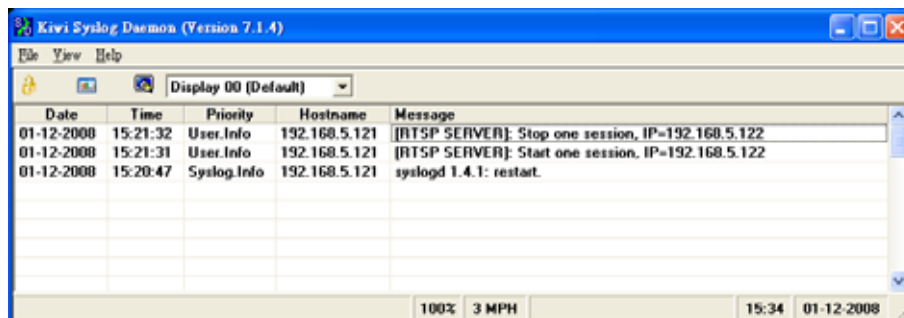 Kiwi Syslog Daemon (Version 7.1.4)
File View Help
Display 00 (Default)
Date Time Priority Hostname Message
01-12-2008 15:21:32 User.Info 192.168.5.121 [RTSP SERVER]: Stop one session, IP=192.168.5.122
01-12-2008 15:21:31 User.Info 192.168.5.121 [RTSP SERVER]: Start one session, IP=192.168.5.122
01-12-2008 15:20:47 Syslog.Info 192.168.5.121 syslogd 1.4.1: restart.
100% 3 MPH 15:34 01-12-2008